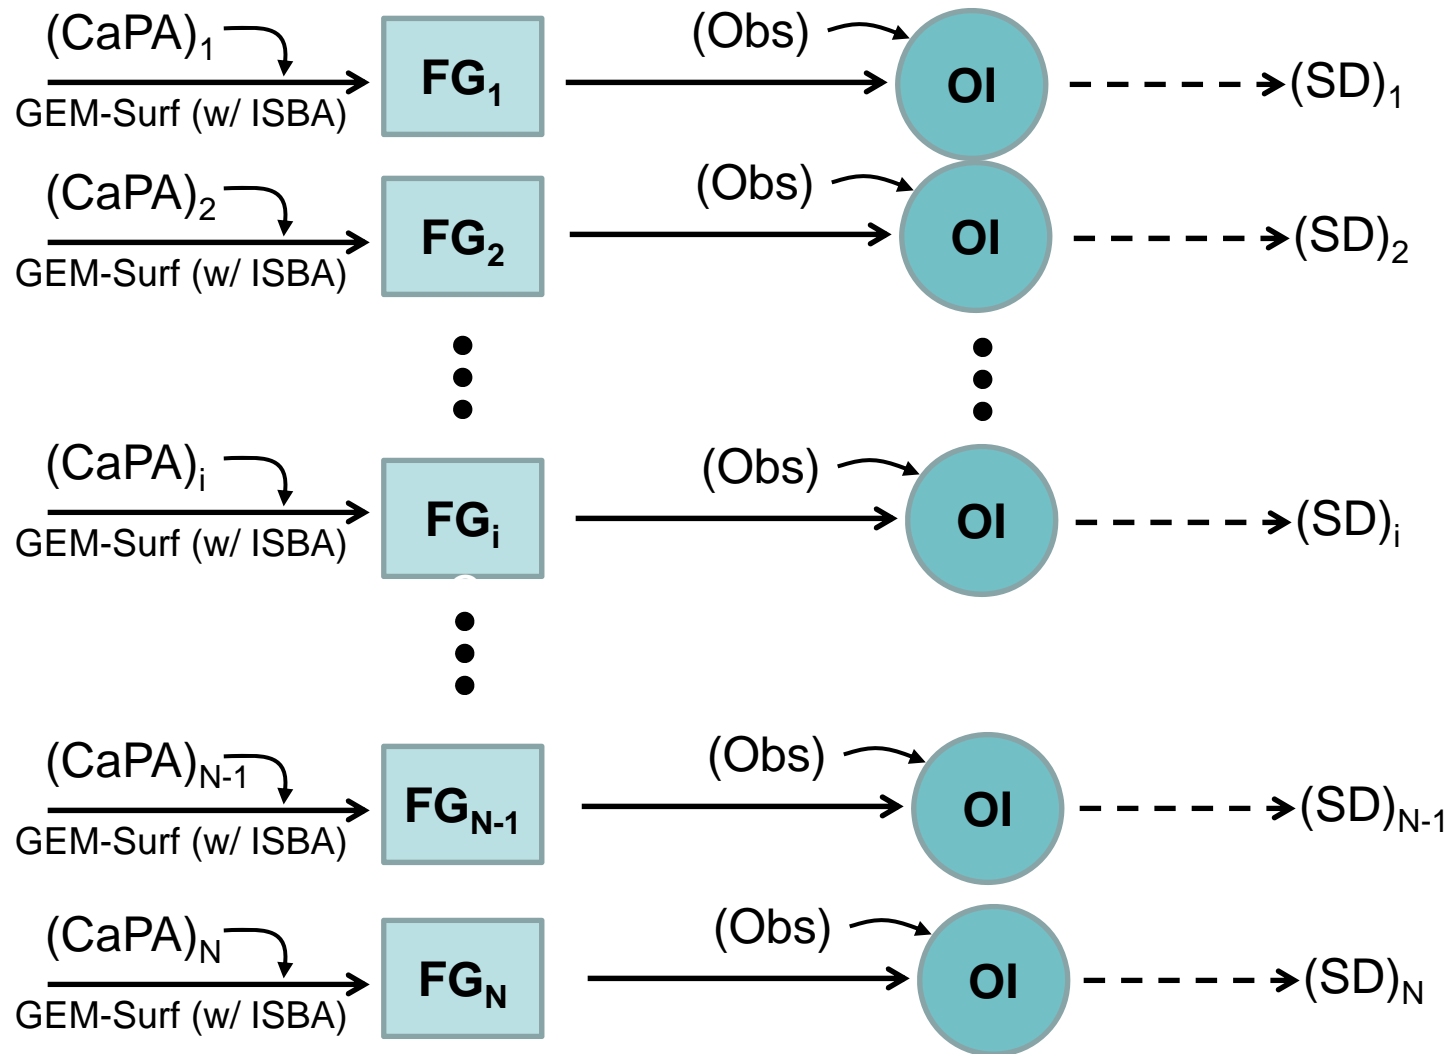 (CaPA)1 (Obs)
FG1 OI (SD)1
GEM-Surf (w/ ISBA)
(CaPA)2 (Obs)
FG2 OI (SD)2
GEM-Surf (w/ ISBA)
(CaPA)i (Obs)
FGi OI (SD)i
GEM-Surf (w/ ISBA)
(CaPA)N-1 (Obs)
FGN-1 OI (SD)N-1
GEM-Surf (w/ ISBA)
(CaPA)N (Obs)
FGN OI (SD)N
GEM-Surf (w/ ISBA)